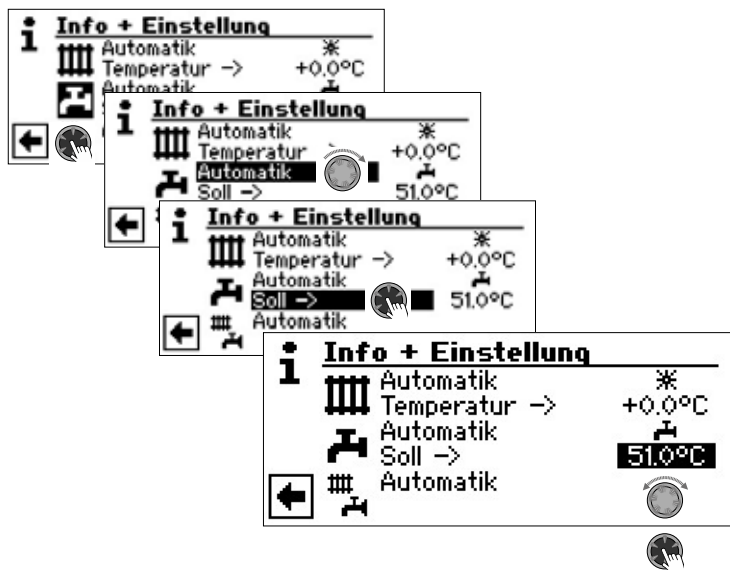 Info + Einstellung
Automatik
Temperatur -> +0.0°C
Automatik
Info + Einstellung
Automatik
Temperatur +0.0°C
Automatik
Soll -> 51.0°C
Info + Einstellung
Automatik
Temperatur -> +0.0°C
Automatik
Soll -> 51.0°C
Automatik
Info + Einstellung
Automatik
Temperatur -> +0.0°C
Automatik
Soll -> 51.0°C
Automatik